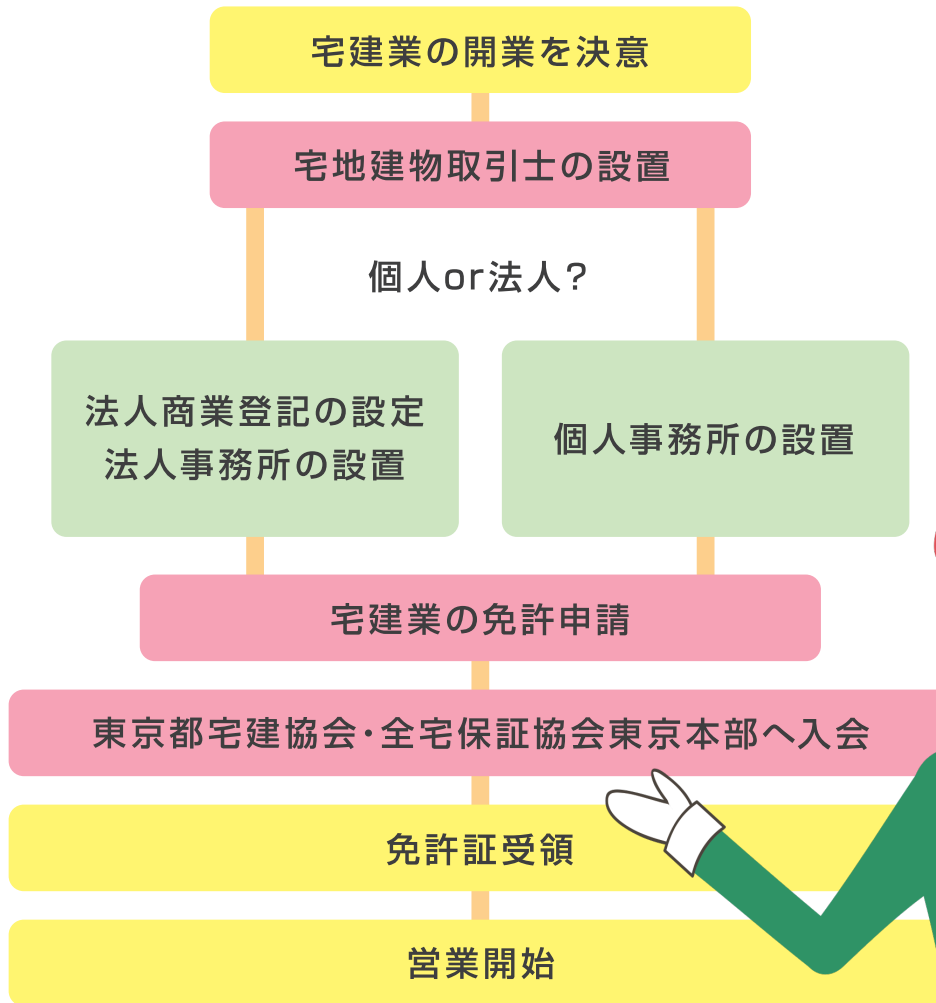 宅建業の開業を決意
宅地建物取引士の設置
個人or法人?
法人商業登記の設定
法人事務所の設置
個人事務所の設置
宅建業の免許申請
東京都宅建協会・全宅保証協会東京本部へ入会
免許証受領
営業開始